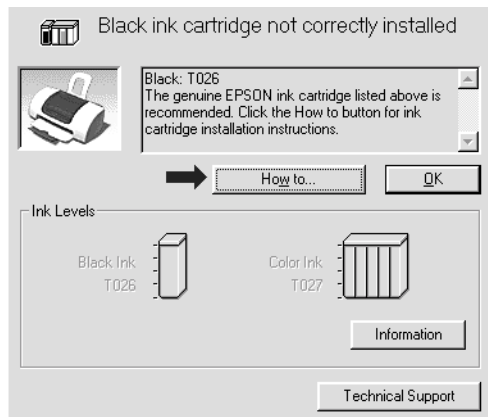 Black ink cartridge not correctly installed
Black: T026
The genuine EPSON ink cartridge listed above is
recommended. Click the How to button for ink
cartridge installation instructions.
How to...
OK
Ink Levels
Black Ink
T026
Color Ink
T027
Information
Technical Support